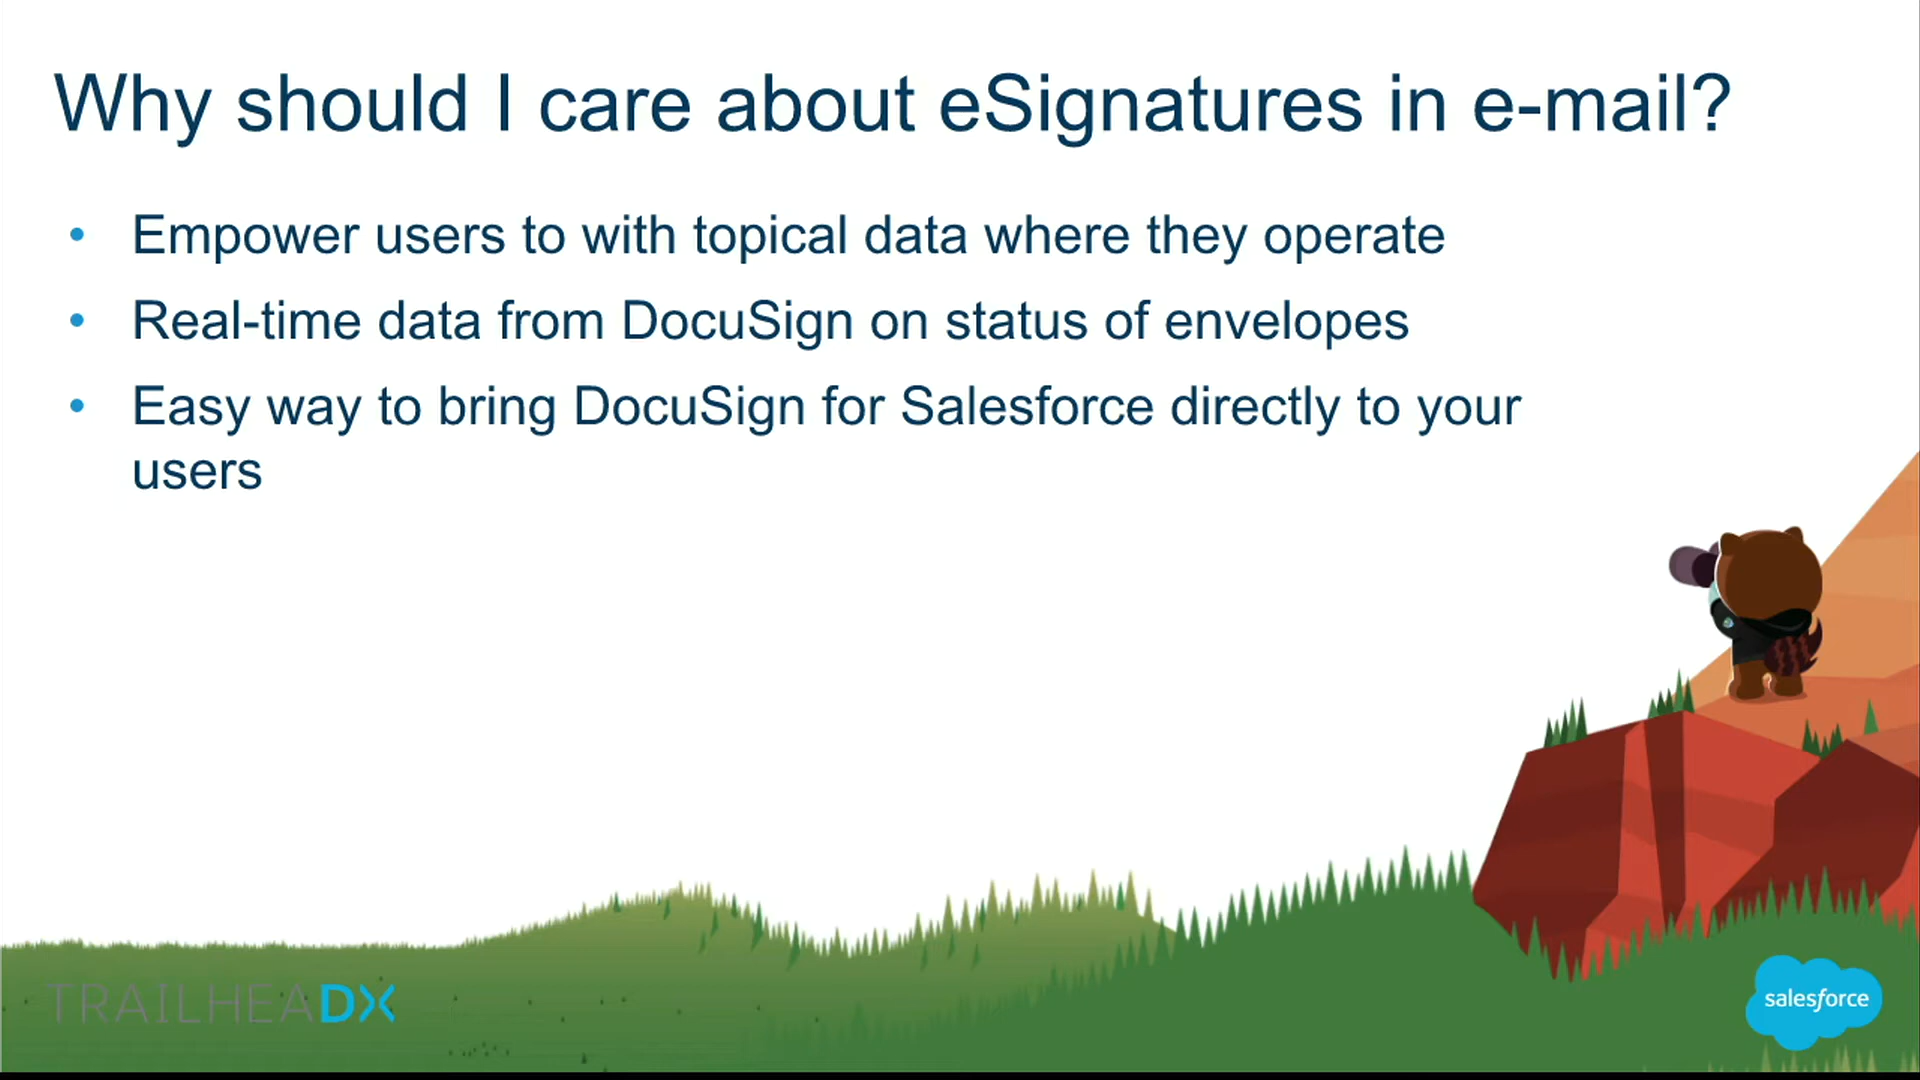 Why should I care about eSignatures in e-mail?
• Empower users to with topical data where they operate
• Real-time data from DocuSign on status of envelopes
• Easy way to bring DocuSign for Salesforce directly to your
users
TRAILHEADX
salesforce